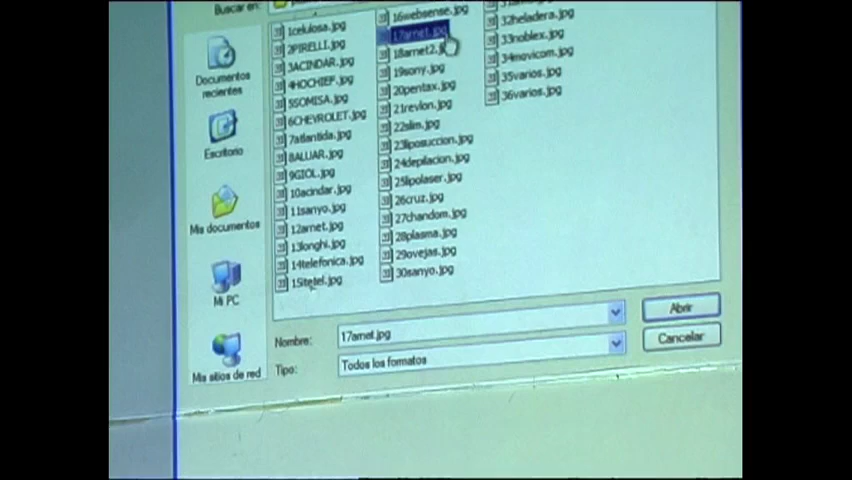 Buscar en:
Documentos
recientes
Escritorio
Mis documentos
Mi PC
Mis sitios de red
1celulosa.jpg
2PIRELLI.jpg
3ACINDAR.jpg
4HOCHIEF.jpg
5SOMISA.jpg
6CHEVROLET.jpg
7atlantida.jpg
8ALUAR.jpg
9GIOL.jpg
10acindar.jpg
11sanyo.jpg
12arnet.jpg
13longhi.jpg
14telefonica.jpg
15itetel.jpg
16websense.jpg
17arnet.jpg
18arnet2.jpg
19sony.jpg
20pentax.jpg
21revlon.jpg
22slim.jpg
23liposuccion.jpg
24depilacion.jpg
25lipolaser.jpg
26cruz.jpg
27chandom.jpg
28plasma.jpg
29ovejas.jpg
30sanyo.jpg
32heladera.jpg
33noblex.jpg
34movicom.jpg
35varios.jpg
36varios.jpg
Nombre: 17arnet.jpg
Abrir
Tipo: Todos los formatos
Cancelar